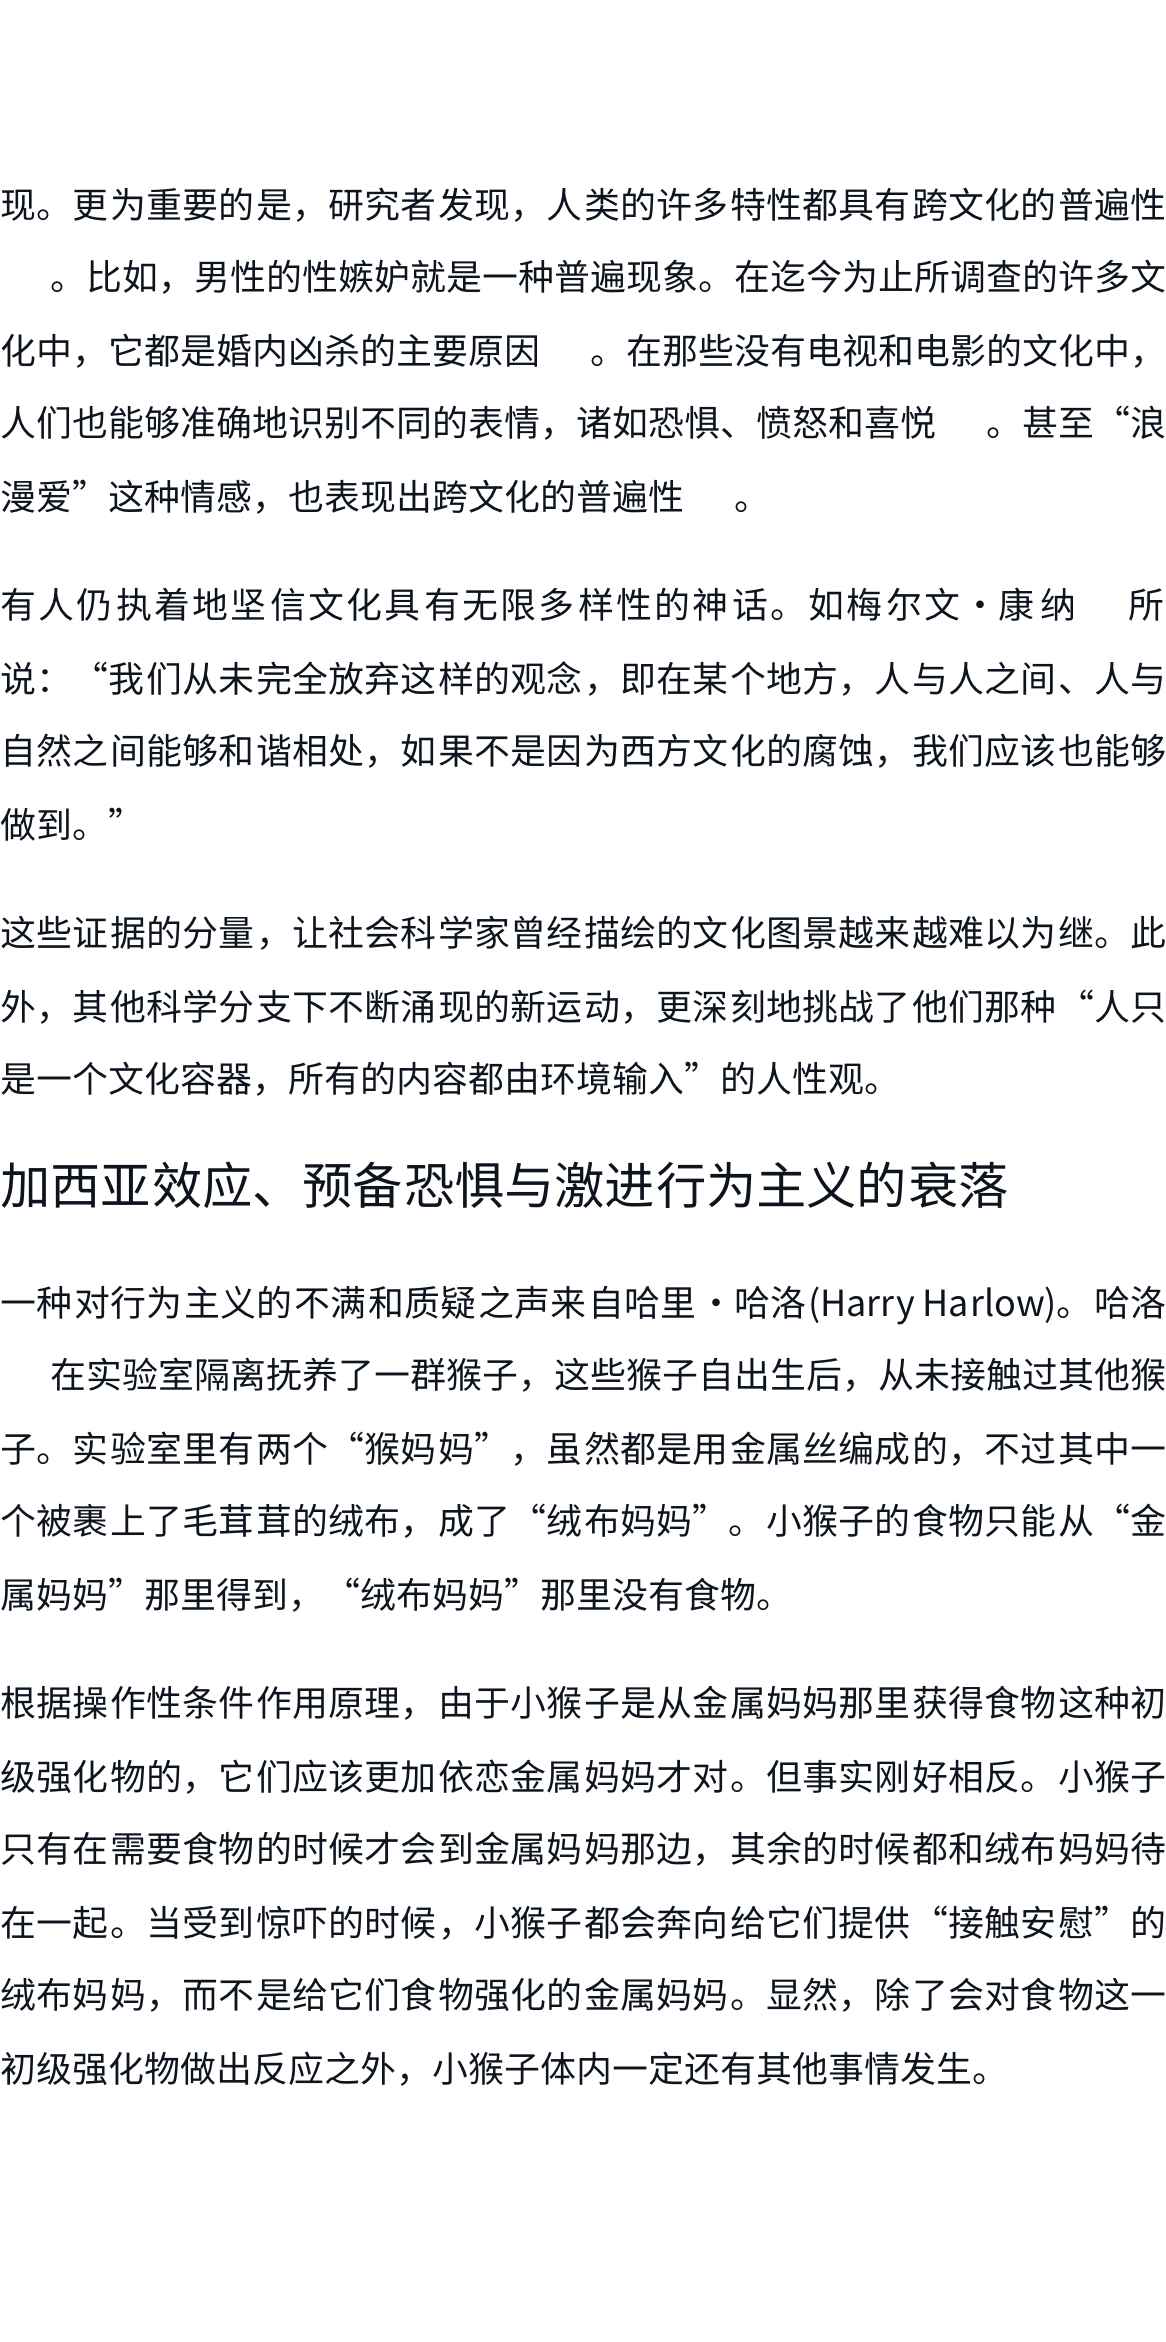 现。更为重要的是，研究者发现，人类的许多特性都具有跨文化的普遍性
。比如，男性的性嫉妒就是一种普遍现象。在迄今为止所调查的许多文
化中，它都是婚内凶杀的主要原因 。在那些没有电视和电影的文化中，
人们也能够准确地识别不同的表情，诸如恐惧、愤怒和喜悦 。甚至“浪
漫爱”这种情感，也表现出跨文化的普遍性 。
有人仍执着地坚信文化具有无限多样性的神话。如梅尔文·康纳 所
说：“我们从未完全放弃这样的观念，即在某个地方，人与人之间、人与
自然之间能够和谐相处，如果不是因为西方文化的腐蚀，我们应该也能够
做到。”
这些证据的分量，让社会科学家曾经描绘的文化图景越来越难以为继。此
外，其他科学分支下不断涌现的新运动，更深刻地挑战了他们那种“人只
是一个文化容器，所有的内容都由环境输入”的人性观。
加西亚效应、预备恐惧与激进行为主义的衰落
一种对行为主义的不满和质疑之声来自哈里·哈洛(Harry Harlow)。哈洛
在实验室隔离抚养了一群猴子，这些猴子自出生后，从未接触过其他猴
子。实验室里有两个“猴妈妈”，虽然都是用金属丝编成的，不过其中一
个被裹上了毛茸茸的绒布，成了“绒布妈妈”。小猴子的食物只能从“金
属妈妈”那里得到，“绒布妈妈”那里没有食物。
根据操作性条件作用原理，由于小猴子是从金属妈妈那里获得食物这种初
级强化物的，它们应该更加依恋金属妈妈才对。但事实刚好相反。小猴子
只有在需要食物的时候才会到金属妈妈那边，其余的时候都和绒布妈妈待
在一起。当受到惊吓的时候，小猴子都会奔向给它们提供“接触安慰”的
绒布妈妈，而不是给它们食物强化的金属妈妈。显然，除了会对食物这一
初级强化物做出反应之外，小猴子体内一定还有其他事情发生。